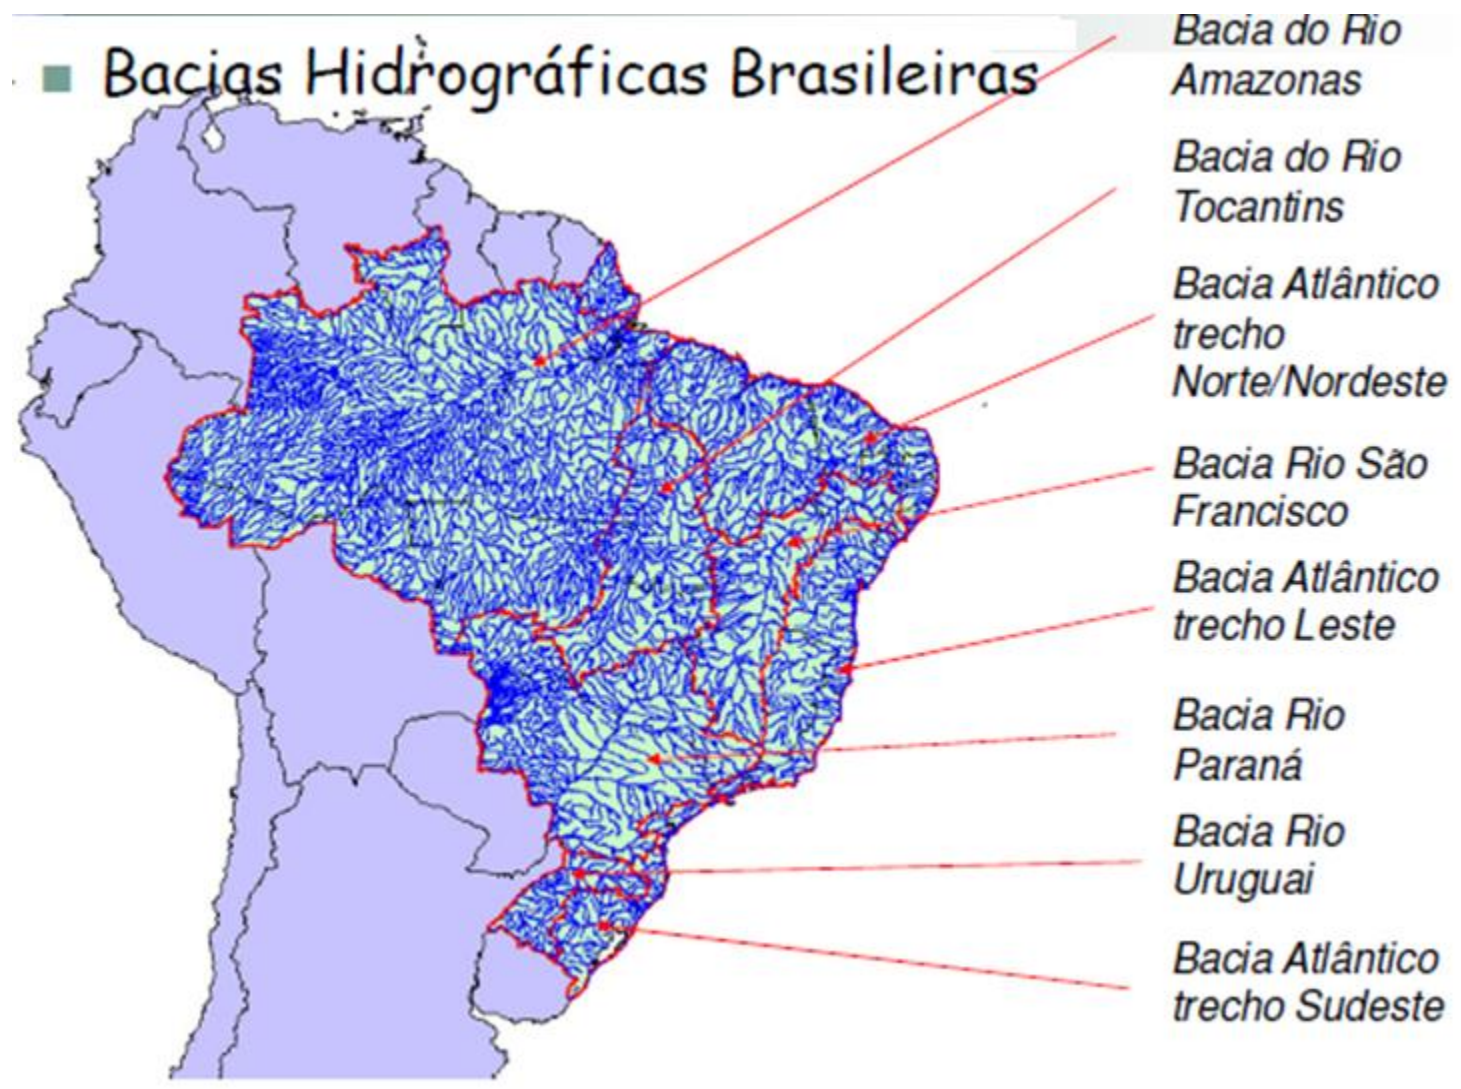 Bacias Hidrográficas Brasileiras
Bacia do Rio
Amazonas
Bacia do Rio
Tocantins
Bacia Atlântico
trecho
Norte/Nordeste
Bacia Rio São
Francisco
Bacia Atlântico
trecho Leste
Bacia Rio
Paraná
Bacia Rio
Uruguai
Bacia Atlântico
trecho Sudeste